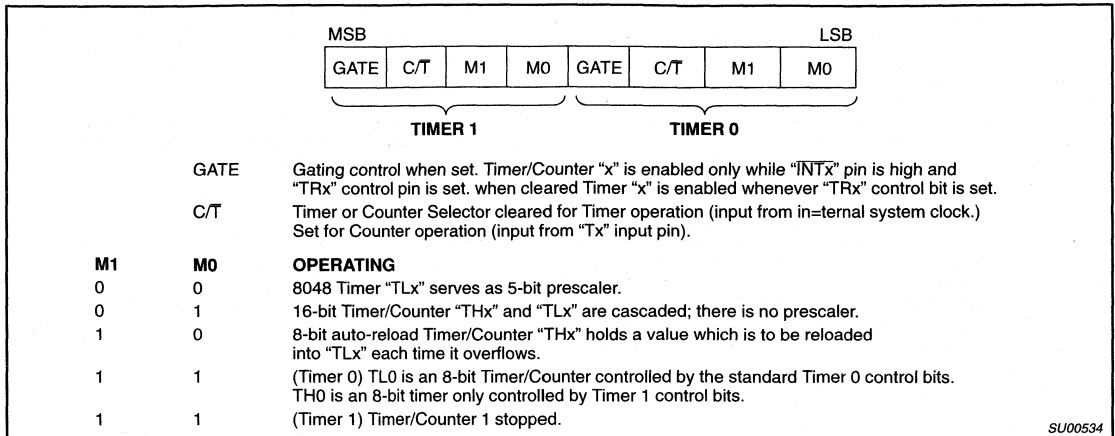 MSB LSB
GATE C/T̅ M1 M0 GATE C/T̅ M1 M0
TIMER 1 TIMER 0
GATE Gating control when set. Timer/Counter “x” is enabled only while “I̅N̅T̅x̅” pin is high and
“TRx” control pin is set. when cleared Timer “x” is enabled whenever “TRx” control bit is set.
C/T̅ Timer or Counter Selector cleared for Timer operation (input from in=ternal system clock.)
Set for Counter operation (input from “Tx” input pin).
M1 M0 OPERATING
0 0 8048 Timer “TLx” serves as 5-bit prescaler.
0 1 16-bit Timer/Counter “THx” and “TLx” are cascaded; there is no prescaler.
1 0 8-bit auto-reload Timer/Counter “THx” holds a value which is to be reloaded
into “TLx” each time it overflows.
1 1 (Timer 0) TL0 is an 8-bit Timer/Counter controlled by the standard Timer 0 control bits.
TH0 is an 8-bit timer only controlled by Timer 1 control bits.
1 1 (Timer 1) Timer/Counter 1 stopped.
SU00534